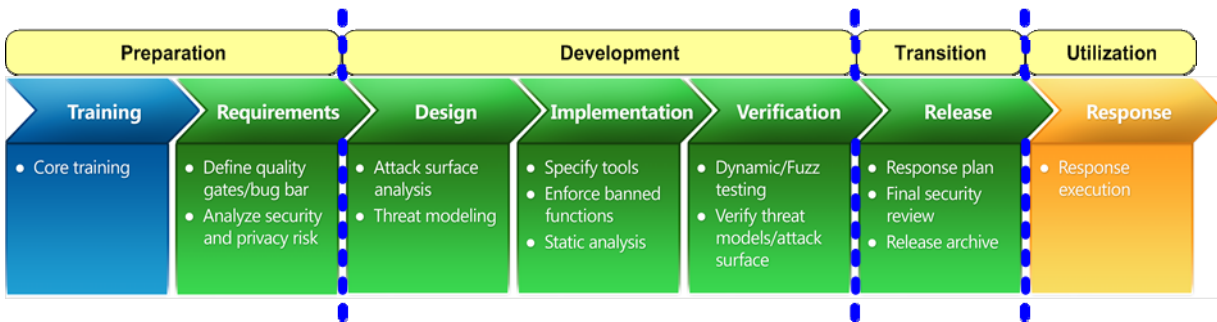 Preparation
Development
Transition
Utilization
Training
Requirements
Design
Implementation
Verification
Release
Response
• Core training
• Define quality
gates/bug bar
• Analyze security
and privacy risk
• Attack surface
analysis
• Threat modeling
• Specify tools
• Enforce banned
functions
• Static analysis
• Dynamic/Fuzz
testing
• Verify threat
models/attack
surface
• Response plan
• Final security
review
• Release archive
• Response
execution